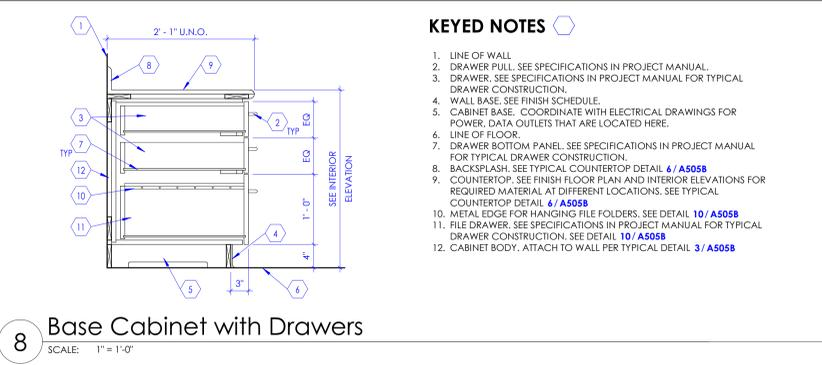 1
2' - 1" U.N.O.
8
9
3
2
TYP
EQ
7
TYP
EQ
12
SEE INTERIOR
ELEVATION
10
1' - 0"
11
4
4"
3"
5
6
8
Base Cabinet with Drawers
SCALE: 1" = 1'-0"
KEYED NOTES
1. LINE OF WALL
2. DRAWER PULL. SEE SPECIFICATIONS IN PROJECT MANUAL.
3. DRAWER. SEE SPECIFICATIONS IN PROJECT MANUAL FOR TYPICAL
DRAWER CONSTRUCTION.
4. WALL BASE. SEE FINISH SCHEDULE.
5. CABINET BASE. COORDINATE WITH ELECTRICAL DRAWINGS FOR
POWER, DATA OUTLETS THAT ARE LOCATED HERE.
6. LINE OF FLOOR.
7. DRAWER BOTTOM PANEL. SEE SPECIFICATIONS IN PROJECT MANUAL
FOR TYPICAL DRAWER CONSTRUCTION.
8. BACKSPLASH. SEE TYPICAL COUNTERTOP DETAIL 6/A505B
9. COUNTERTOP. SEE FINISH FLOOR PLAN AND INTERIOR ELEVATIONS FOR
REQUIRED MATERIAL AT DIFFERENT LOCATIONS. SEE TYPICAL
COUNTERTOP DETAIL 6/A505B
10. METAL EDGE FOR HANGING FILE FOLDERS. SEE DETAIL 10/A505B
11. FILE DRAWER. SEE SPECIFICATIONS IN PROJECT MANUAL FOR TYPICAL
DRAWER CONSTRUCTION. SEE DETAIL 10/A505B
12. CABINET BODY. ATTACH TO WALL PER TYPICAL DETAIL 3/A505B